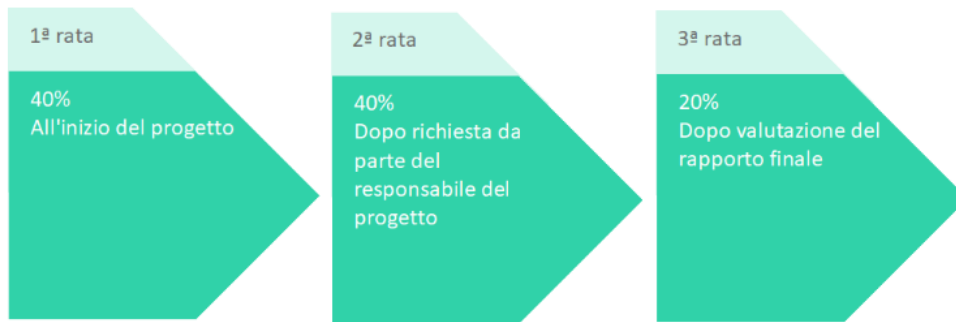 1ª rata
40%
All'inizio del progetto
2ª rata
40%
Dopo richiesta da
parte del
responsabile del
progetto
3ª rata
20%
Dopo valutazione del
rapporto finale